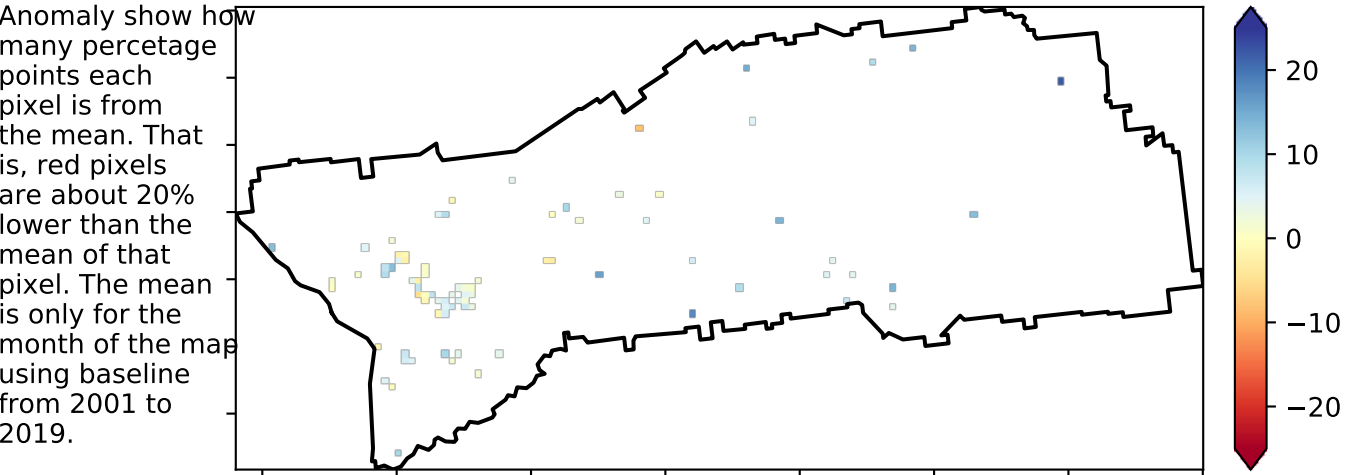 Anomaly show how
many percetage
points each
pixel is from
the mean. That
is, red pixels
are about 20%
lower than the
mean of that
pixel. The mean
is only for the
month of the map
using baseline
from 2001 to
2019.
20
10
0
−10
−20